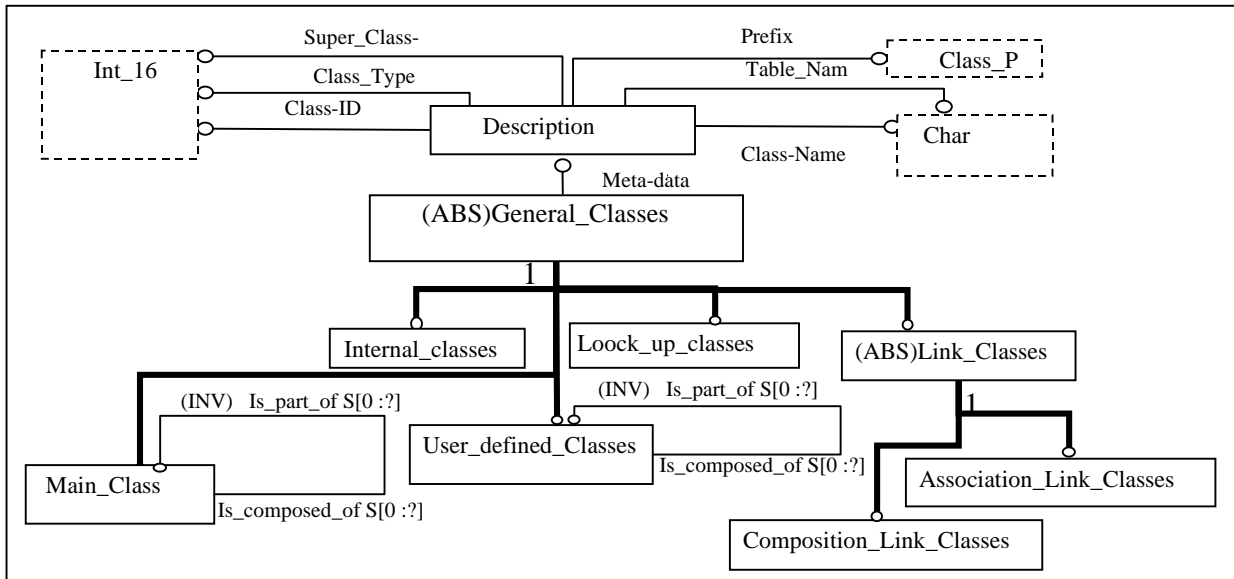 Super_Class-
Prefix
Int_16
Class_P
Class_Type
Table_Nam
Class-ID
Description
Char
Class-Name
Meta-data
(ABS)General_Classes
1
Internal_classes
Loock_up_classes
(ABS)Link_Classes
(INV) Is_part_of S[0 :?]
(INV) Is_part_of S[0 :?]
1
User_defined_Classes
Is_composed_of S[0 :?]
Main_Class
Association_Link_Classes
Is_composed_of S[0 :?]
Composition_Link_Classes